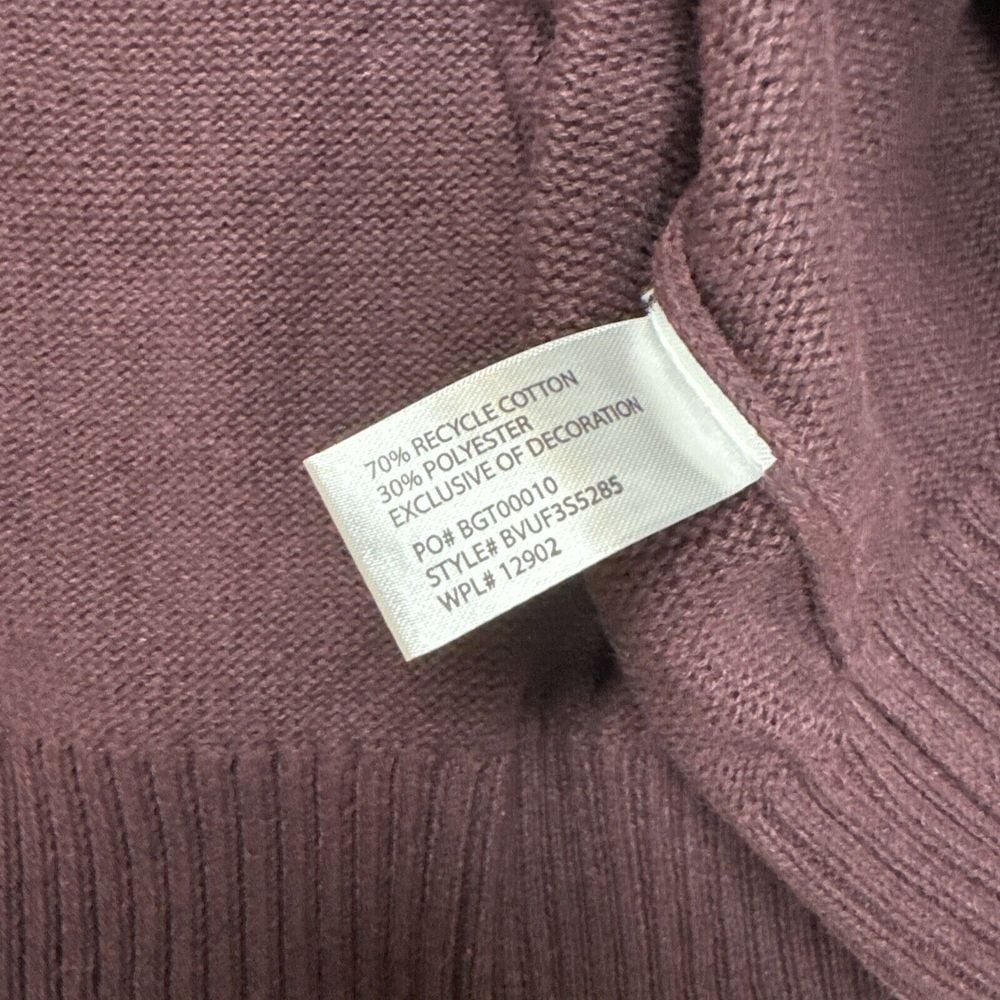 70% RECYCLE COTTON
30% POLYESTER
EXCLUSIVE OF DECORATION
PO# BGT00010
STYLE# BVUF3S5285
WPL# 12902